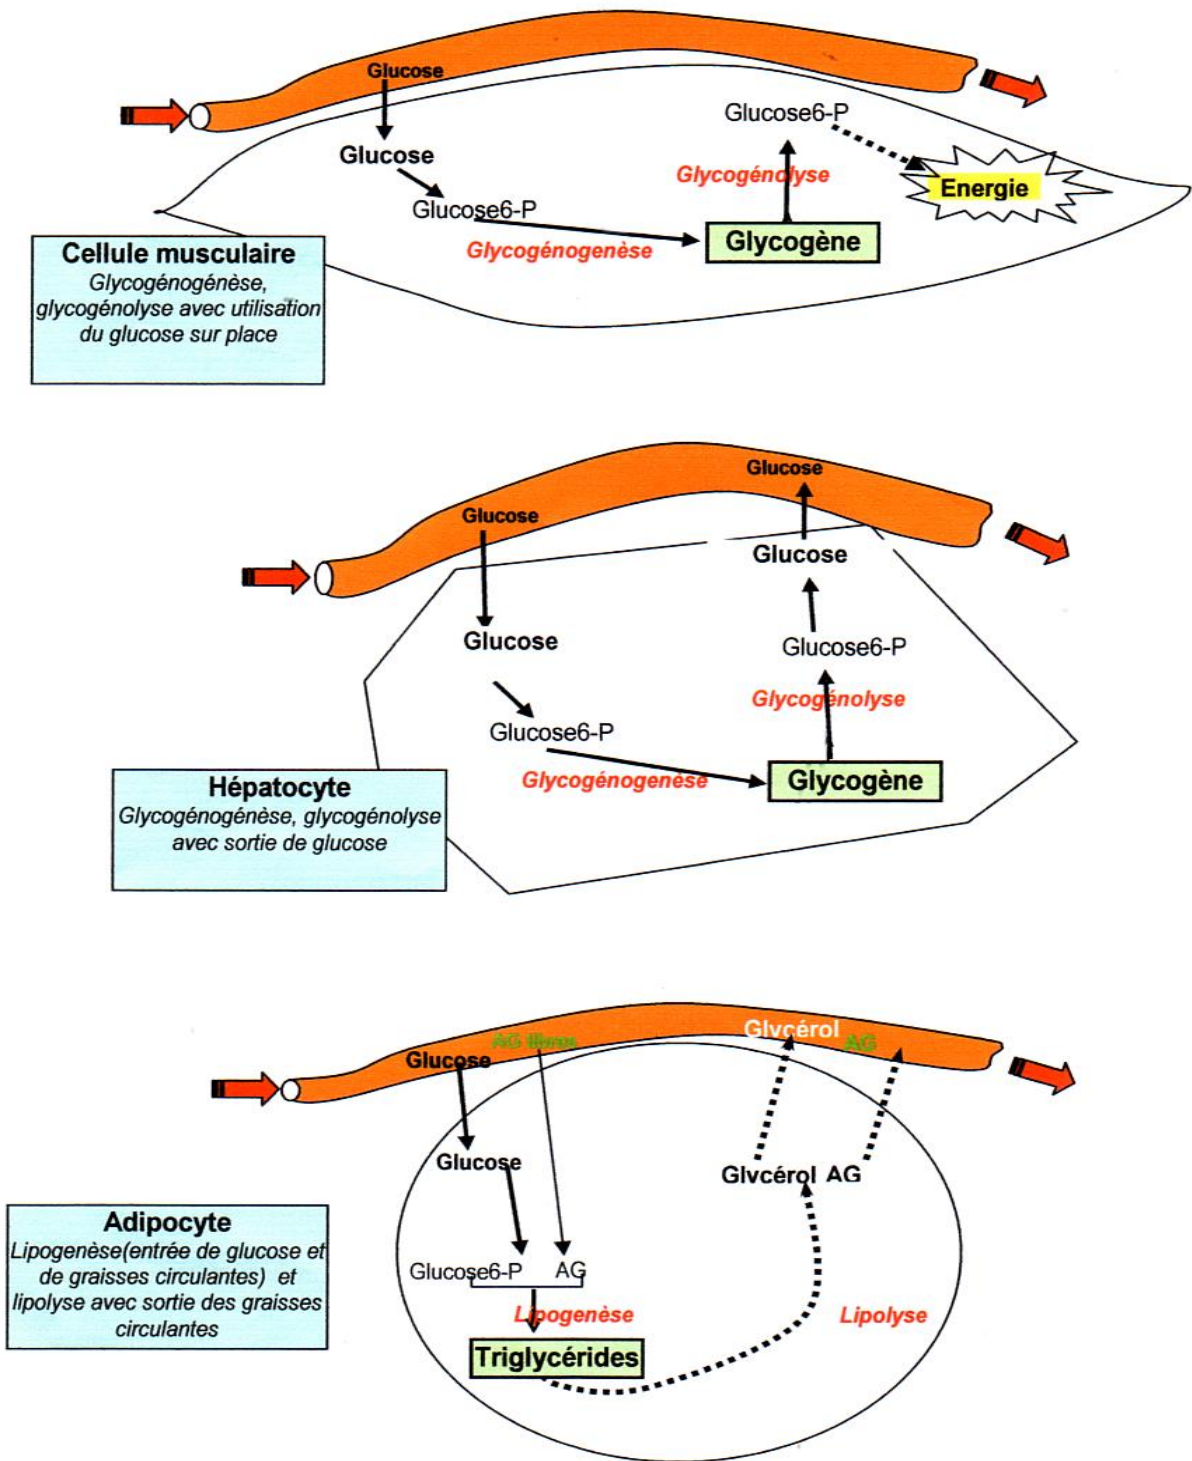 Glucose
Glucose
Glucose6-P
Glycogénogenèse
Glycogène
Glycogénolyse
Glucose6-P
Energie
Cellule musculaire
Glycogénogénèse,
glycogénolyse avec utilisation
du glucose sur place
Glucose
Glucose
Glucose6-P
Glycogénogenèse
Glycogène
Glycogénolyse
Glucose6-P
Glucose
Glucose
Hépatocyte
Glycogénogénèse, glycogénolyse
avec sortie de glucose
Glucose
AG libres
Glycérol
AG
Glucose
Glycérol AG
Glucose6-P
AG
Lipogenèse
Lipolyse
Triglycérides
Adipocyte
Lipogenèse(entrée de glucose et
de graisses circulantes) et
lipolyse avec sortie des graisses
circulantes